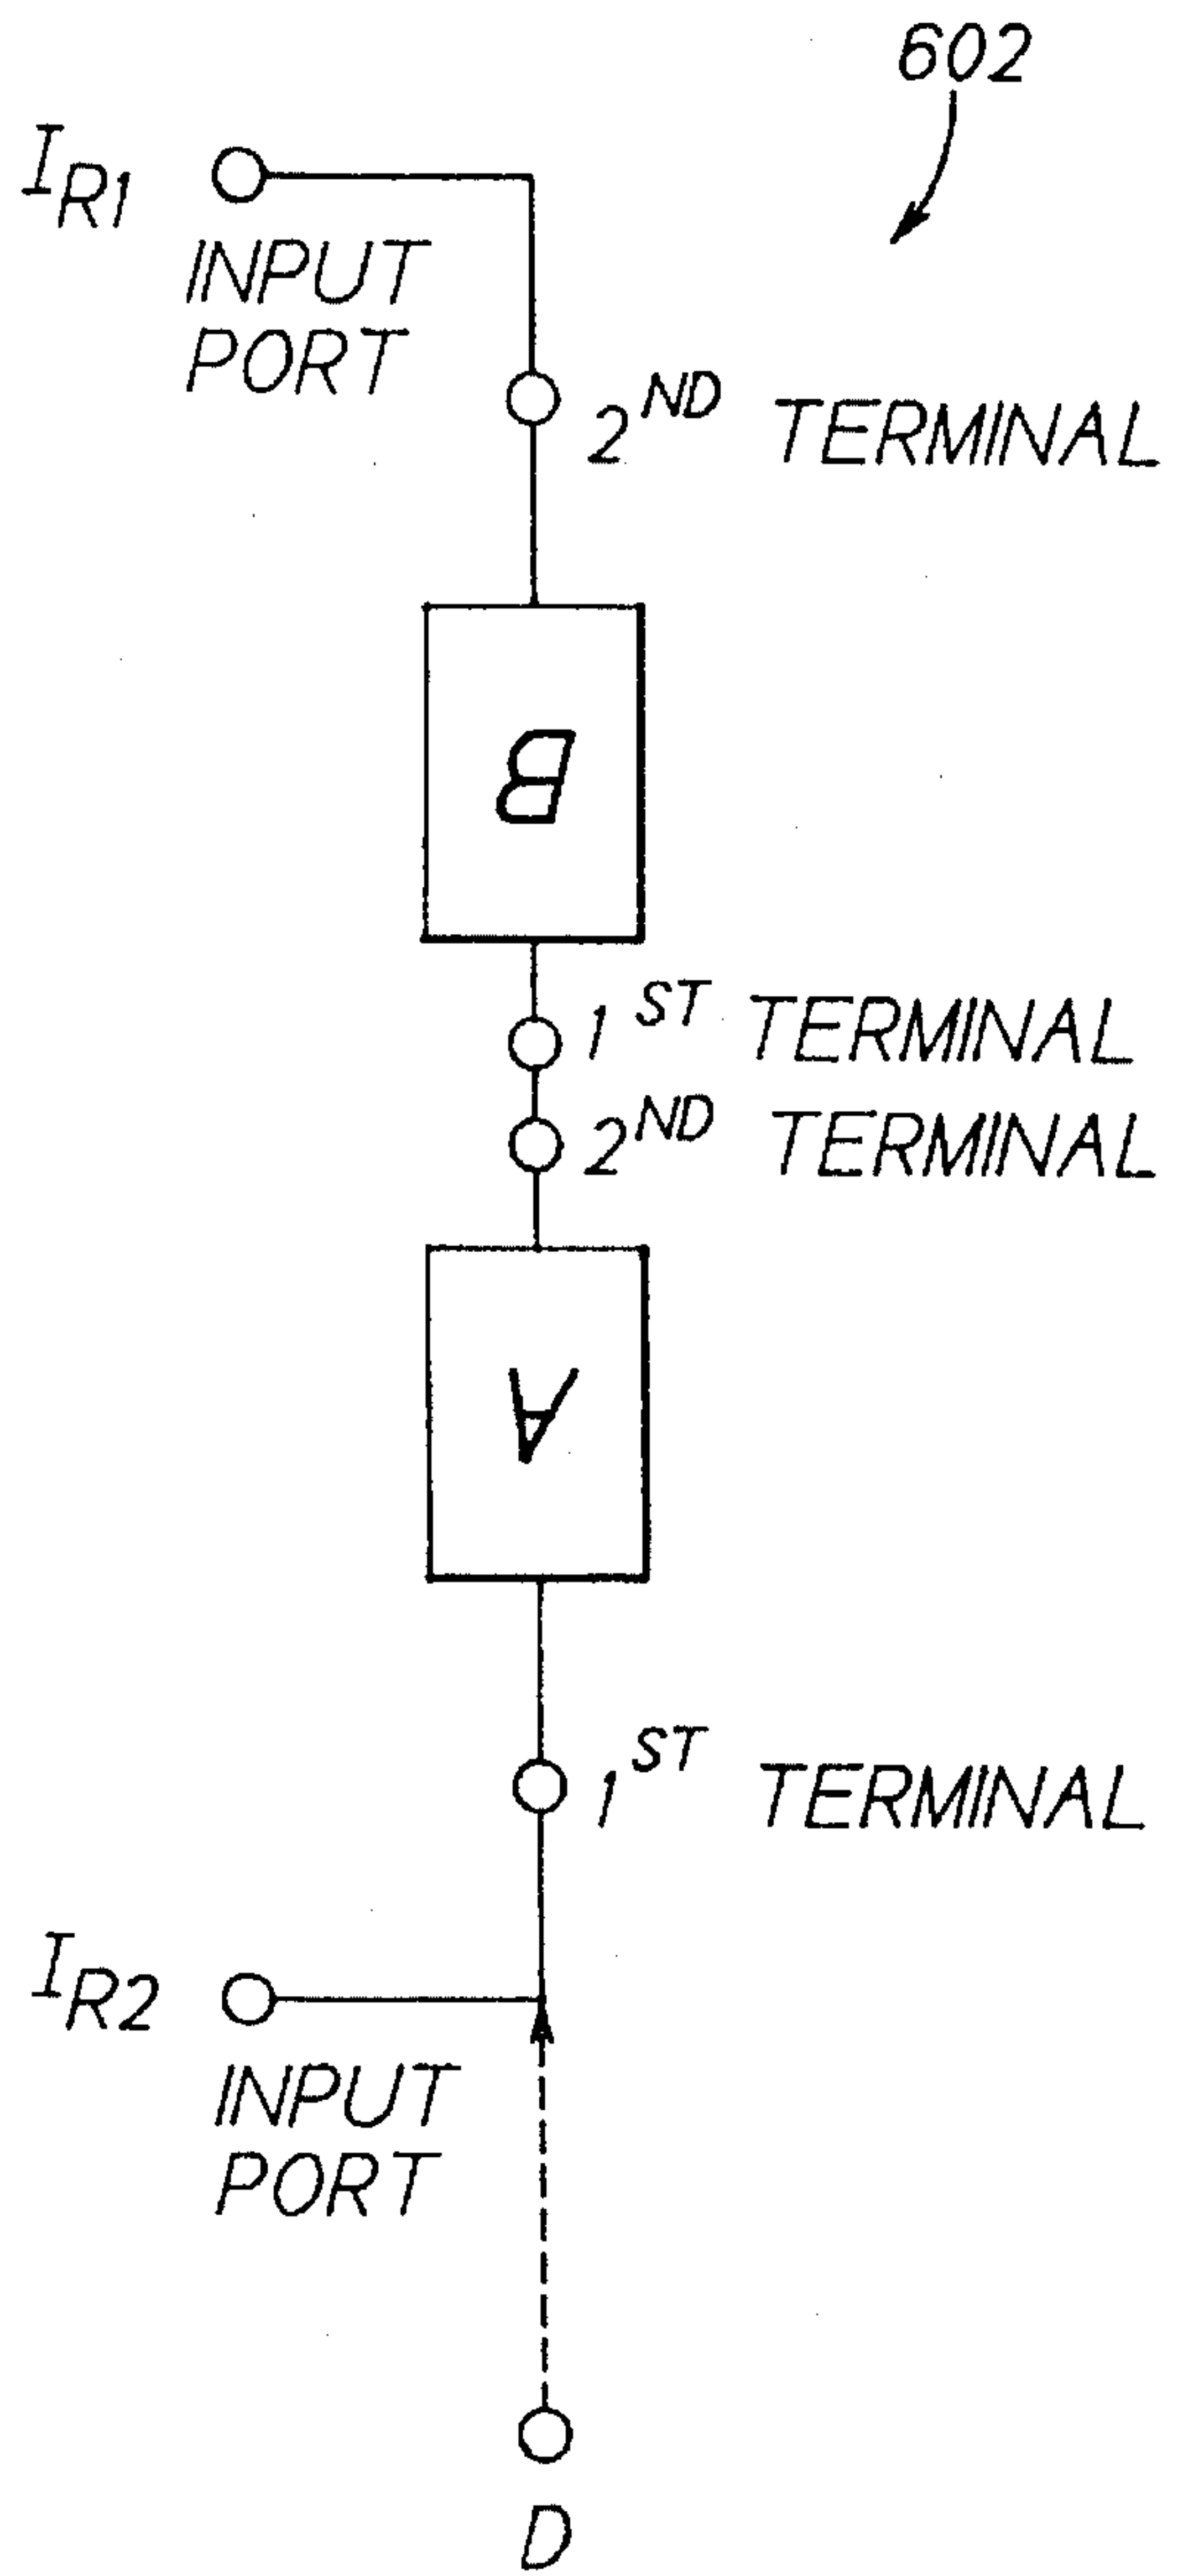 602
I_R1
INPUT
PORT
2^ND TERMINAL
B
1^ST TERMINAL
2^ND TERMINAL
A
1^ST TERMINAL
I_R2
INPUT
PORT
D